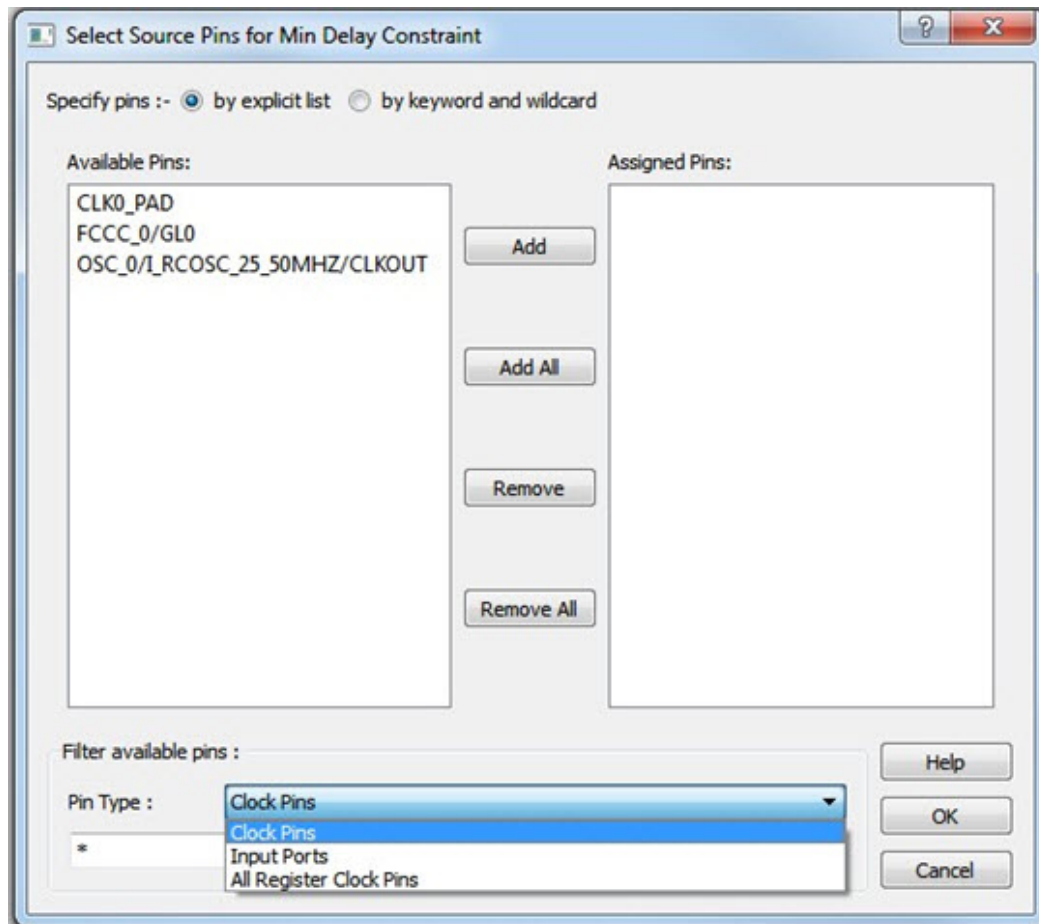 Select Source Pins for Min Delay Constraint
Specify pins :- by explicit list by keyword and wildcard
Available Pins:
Assigned Pins:
CLK0_PAD
FCCC_0/GL0
OSC_0/I_RCOSC_25_50MHZ/CLKOUT
Add
Add All
Remove
Remove All
Filter available pins :
Pin Type :
Clock Pins
Clock Pins
Input Ports
All Register Clock Pins
*
Help
OK
Cancel